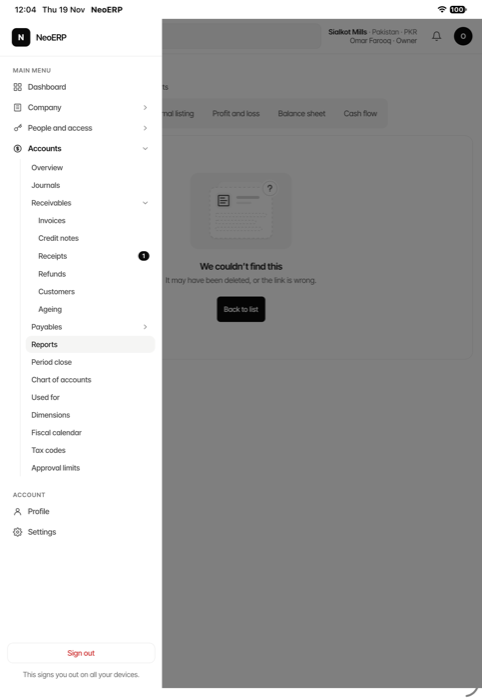 12:04 Thu 19 Nov NeoERP
100
N NeoERP
MAIN MENU
Dashboard
Company
People and access
Accounts
Overview
Journals
Receivables
Invoices
Credit notes
Receipts 1
Refunds
Customers
Ageing
Payables
Reports
Period close
Chart of accounts
Used for
Dimensions
Fiscal calendar
Tax codes
Approval limits
ACCOUNT
Profile
Settings
Sign out
This signs you out on all your devices.
Sialkot Mills · Pakistan · PKR
Omar Farooq · Owner
O
Profit and loss Balance sheet Cash flow
?
We couldn't find this
It may have been deleted, or the link is wrong.
Back to list